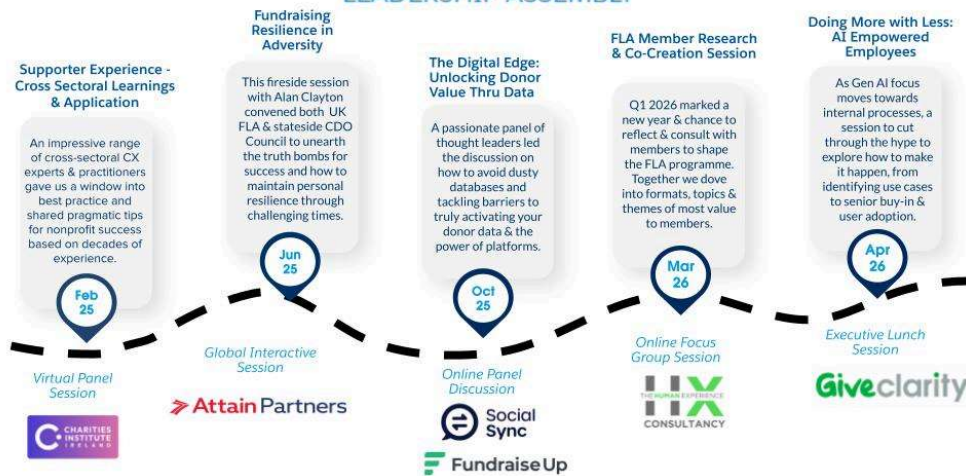 LEADERSHIP ASSEMBLY
Supporter Experience -
Cross Sectoral Learnings
& Application
An impressive range
of cross-sectoral CX
experts & practitioners
gave us a window into
best practice and
shared pragmatic tips
for nonprofit success
based on decades of
experience.
Feb
25
Virtual Panel
Session
CHARITIES
INSTITUTE
IRELAND
Fundraising
Resilience in
Adversity
This fireside session
with Alan Clayton
convened both UK
FLA & stateside CDO
Council to unearth
the truth bombs for
success and how to
maintain personal
resilience through
challenging times.
Jun
25
Global Interactive
Session
Attain Partners
The Digital Edge:
Unlocking Donor
Value Thru Data
A passionate panel of
thought leaders led
the discussion on
how to avoid dusty
databases and
tackling barriers to
truly activating your
donor data & the
power of platforms.
Oct
25
Online Panel
Discussion
Social
Sync
Fundraise Up
FLA Member Research
& Co-Creation Session
Q1 2026 marked a
new year & chance to
reflect & consult with
members to shape
the FLA programme.
Together we dove
into formats, topics &
themes of most value
to members.
Mar
26
Online Focus
Group Session
HX
THE HUMAN EXPERIENCE
CONSULTANCY
Doing More with Less:
AI Empowered
Employees
As Gen AI focus
moves towards
internal processes, a
session to cut
through the hype to
explore how to make
it happen, from
identifying use cases
to senior buy-in &
user adoption.
Apr
26
Executive Lunch
Session
Giveclarity